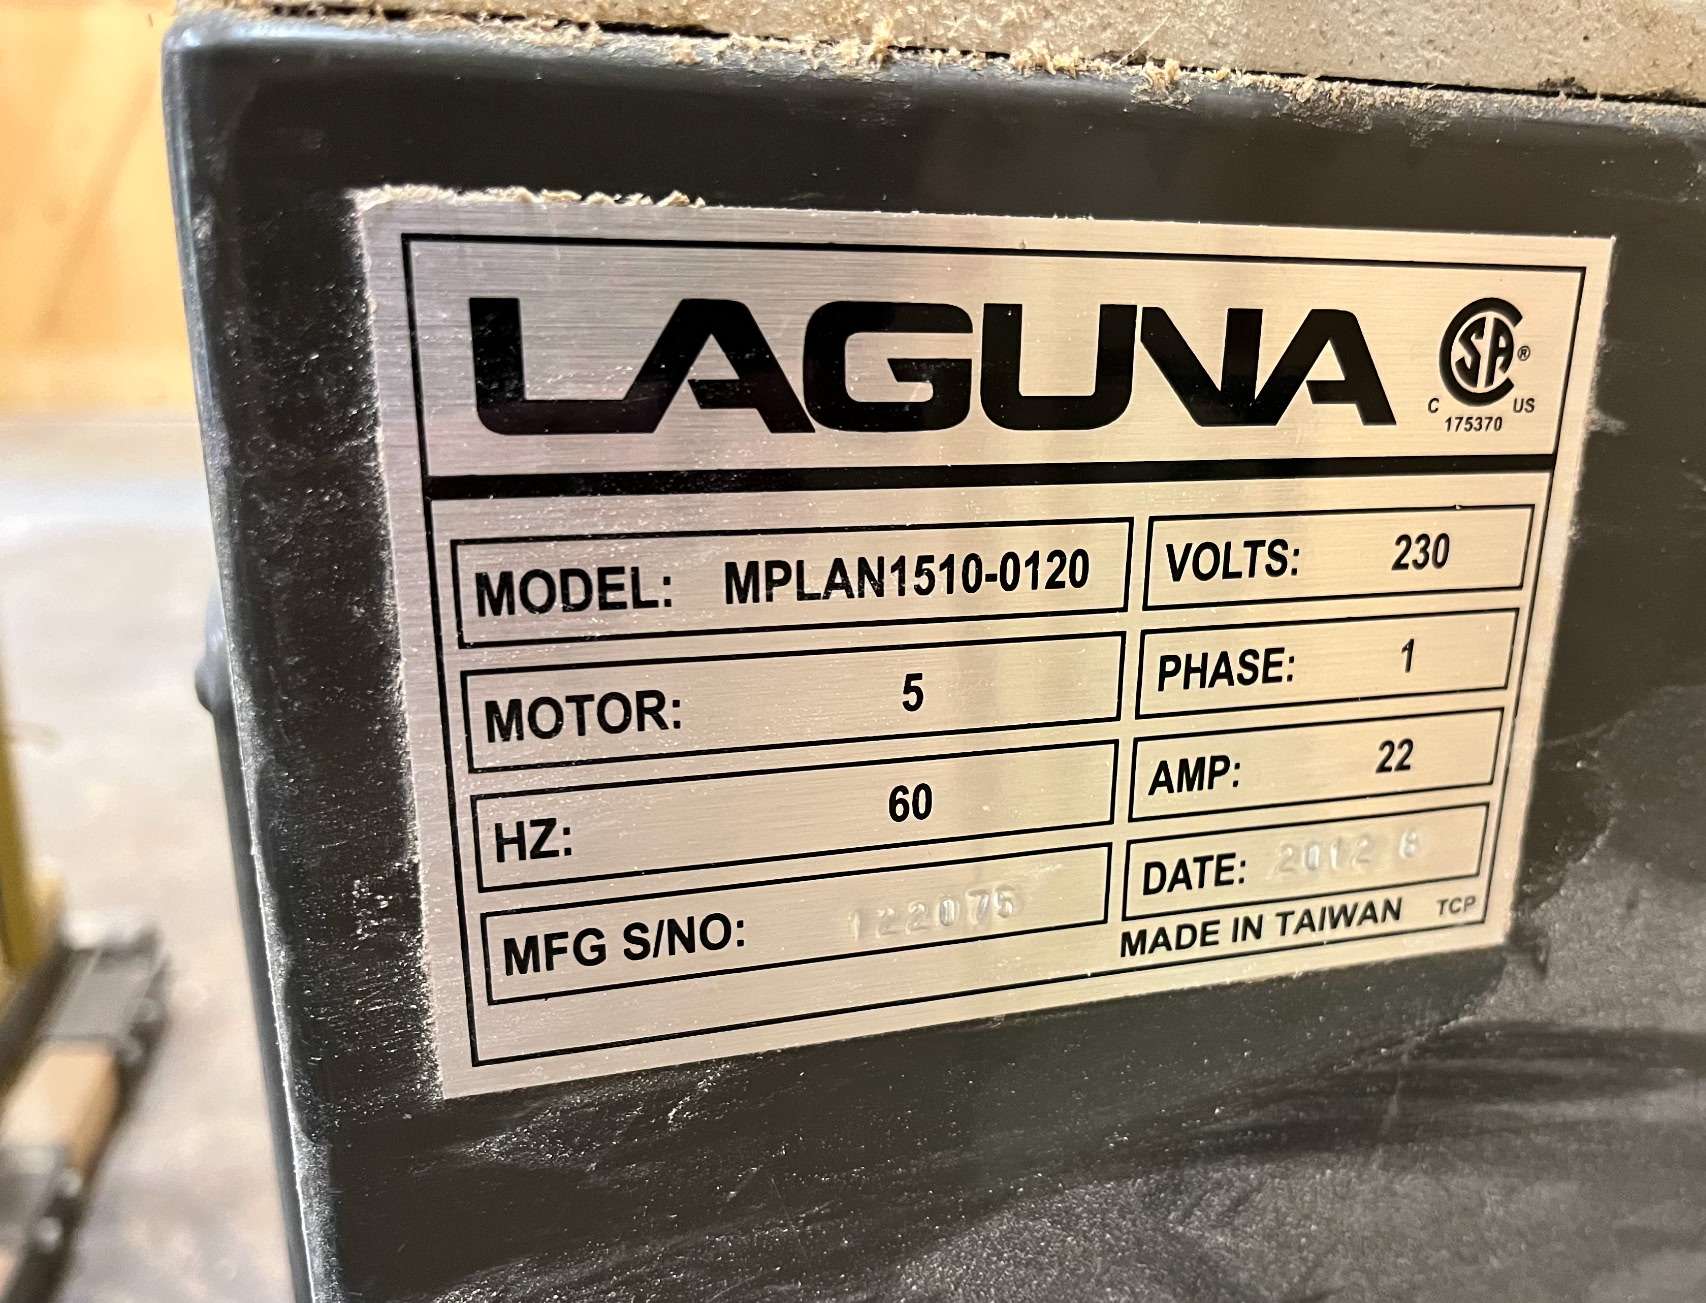 LAGUNA
CSA®
C US
175370
MODEL: MPLAN1510-0120
VOLTS: 230
MOTOR: 5
PHASE: 1
HZ: 60
AMP: 22
MFG S/NO: 122075
DATE: 2012 8
MADE IN TAIWAN TCP